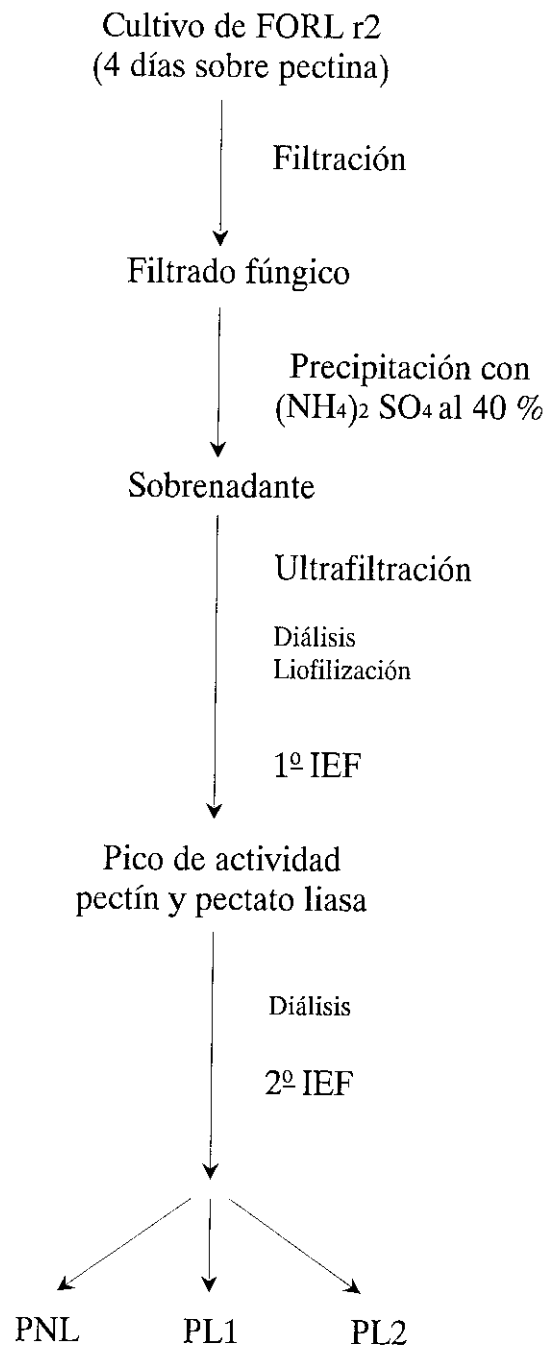 Cultivo de FORL r2
(4 días sobre pectina)
Filtración
Filtrado fúngico
Precipitación con
(NH4)2 SO4 al 40 %
Sobrenadante
Ultrafiltración
Diálisis
Liofilización
1º IEF
Pico de actividad
pectín y pectato liasa
Diálisis
2º IEF
PNL PL1 PL2